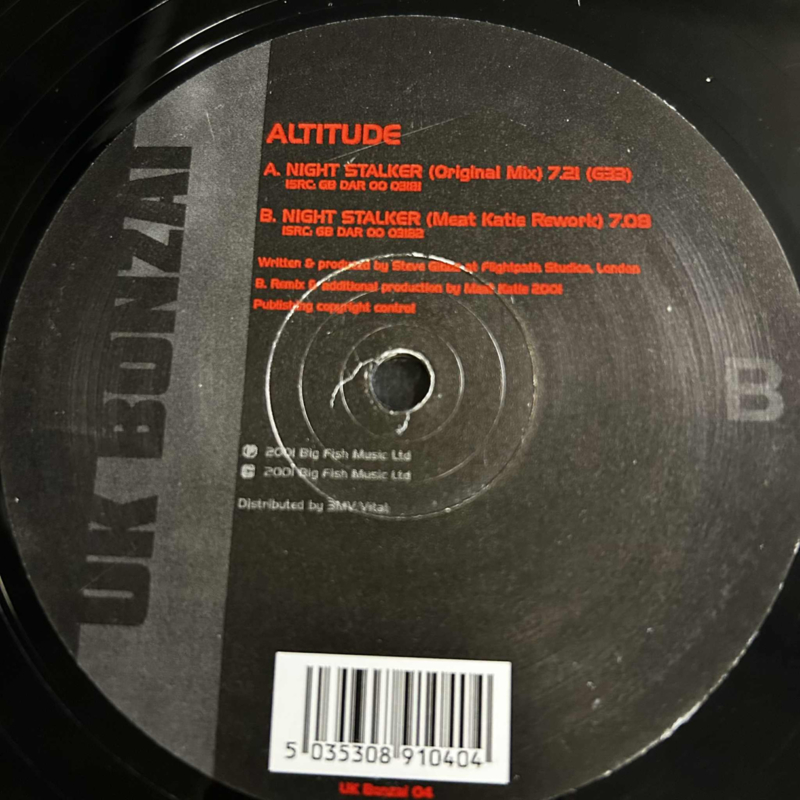 UK BONZAI
ALTITUDE
A. NIGHT STALKER (Original Mix) 7.21 (G33)
ISRC: GB DAR 00 03181
B. NIGHT STALKER (Meat Katie Rework) 7.08
ISRC: GB DAR 00 03182
Written & produced by Steve at Flightpath Studios, London
B. Remix & additional production by Meat Katie 2001
Publishing copyright control
B
℗ 2001 Big Fish Music Ltd
© 2001 Big Fish Music Ltd
Distributed by 3MV/Vital
5 035308 910404
UK Bonzai 04